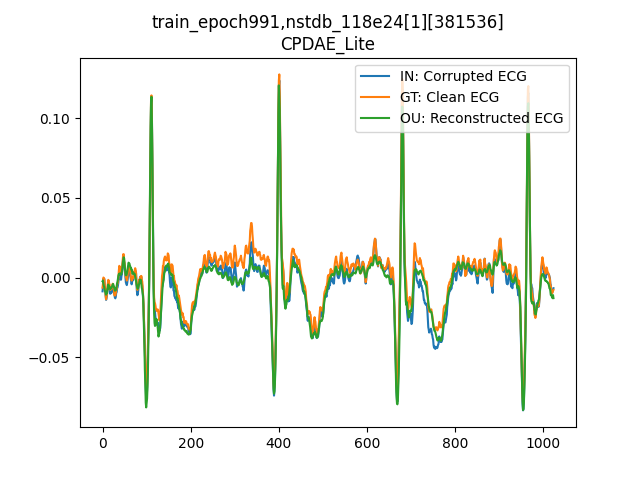 train_epoch991,nstdb_118e24[1][381536]
CPDAE_Lite
IN: Corrupted ECG
GT: Clean ECG
OU: Reconstructed ECG
0.10
0.05
0.00
−0.05
0
200
400
600
800
1000